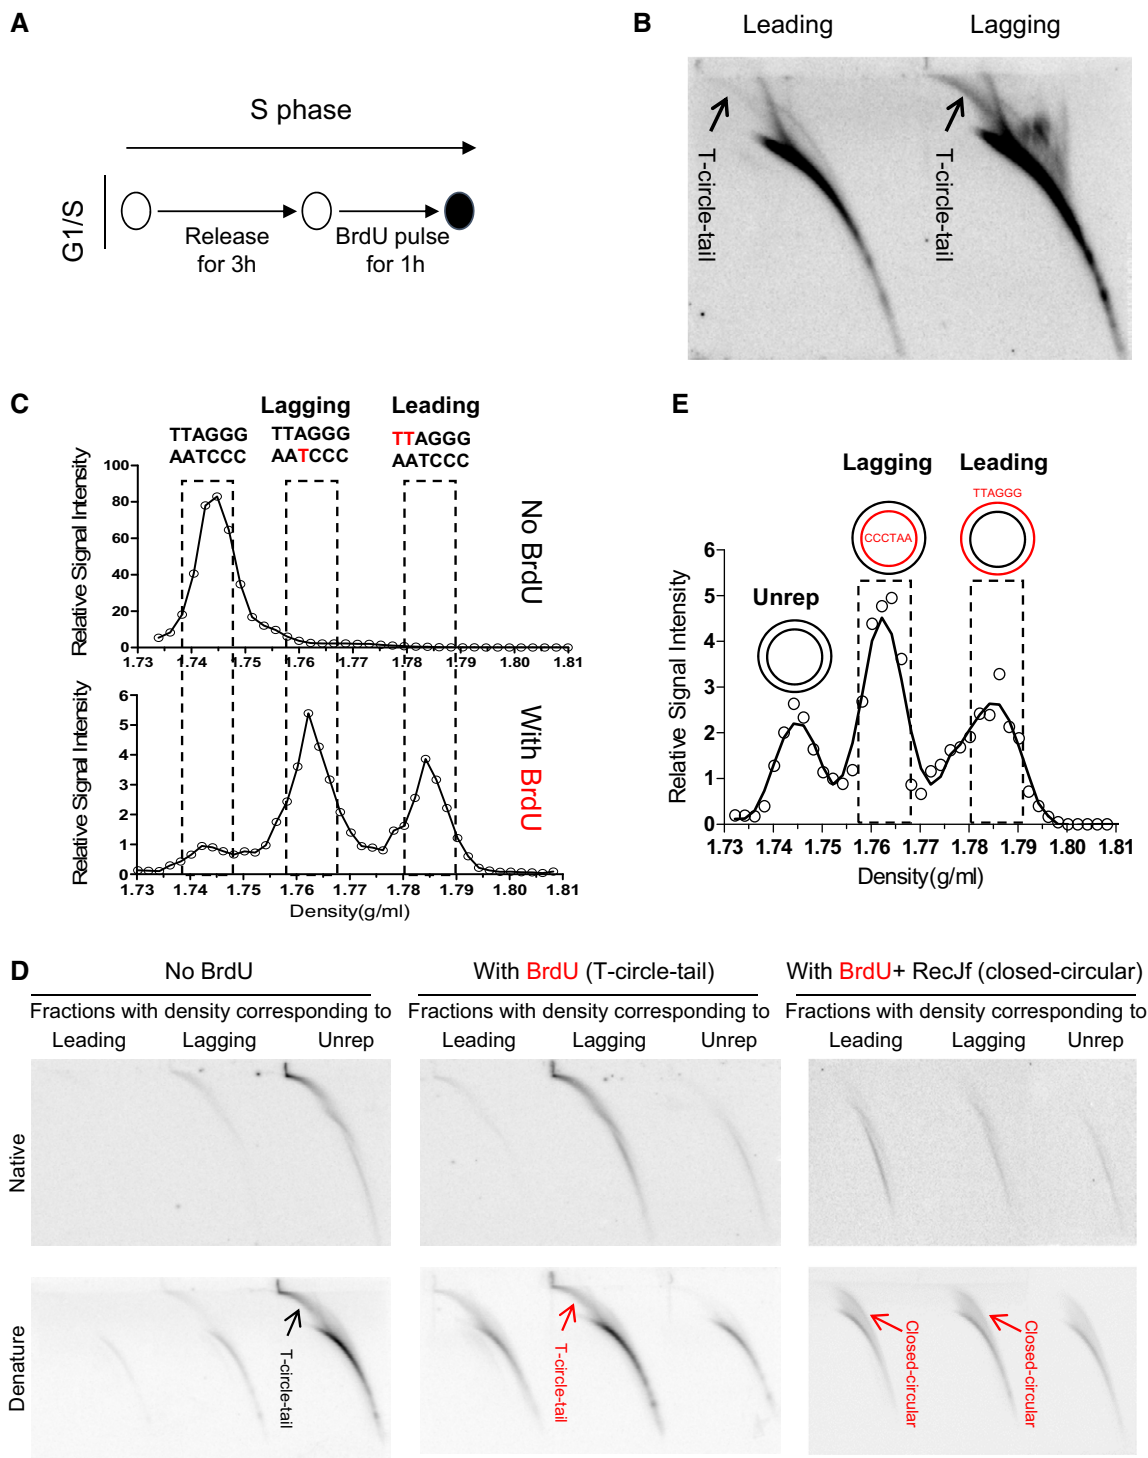 A
S phase
G1/S
Release
for 3h
BrdU pulse
for 1h
B
Leading
Lagging
T-circle-tail
T-circle-tail
C
Lagging
Leading
TTAGGG
AATCCC
TTAGGG
AATCCC
TTAGGG
AATCCC
Relative Signal Intensity
100
80
60
40
20
0
1.73
1.74
1.75
1.76
1.77
1.78
1.79
1.80
1.81
No BrdU
Relative Signal Intensity
6
5
4
3
2
1
0
1.73
1.74
1.75
1.76
1.77
1.78
1.79
1.80
1.81
Density(g/ml)
With BrdU
E
Lagging
Leading
TTAGGG
CCCTAA
Unrep
Relative Signal Intensity
6
5
4
3
2
1
0
1.73
1.74
1.75
1.76
1.77
1.78
1.79
1.80
1.81
Density(g/ml)
D
No BrdU
Fractions with density corresponding to
Leading
Lagging
Unrep
With BrdU (T-circle-tail)
Fractions with density corresponding to
Leading
Lagging
Unrep
With BrdU+ RecJf (closed-circular)
Fractions with density corresponding to
Leading
Lagging
Unrep
Native
Denature
T-circle-tail
T-circle-tail
Closed-circular
Closed-circular